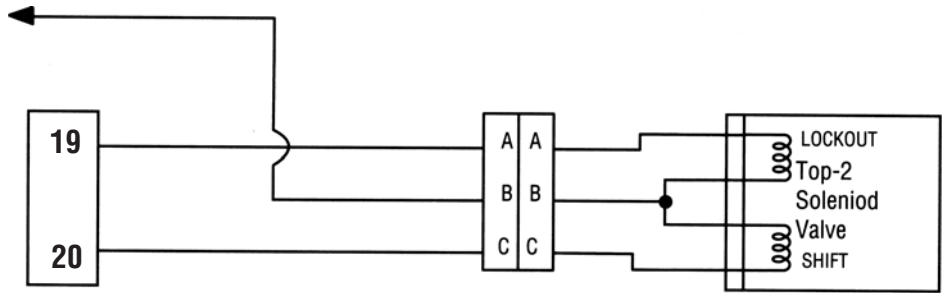 19
20
A A
B B
C C
LOCKOUT
Top-2
Soleniod
Valve
SHIFT